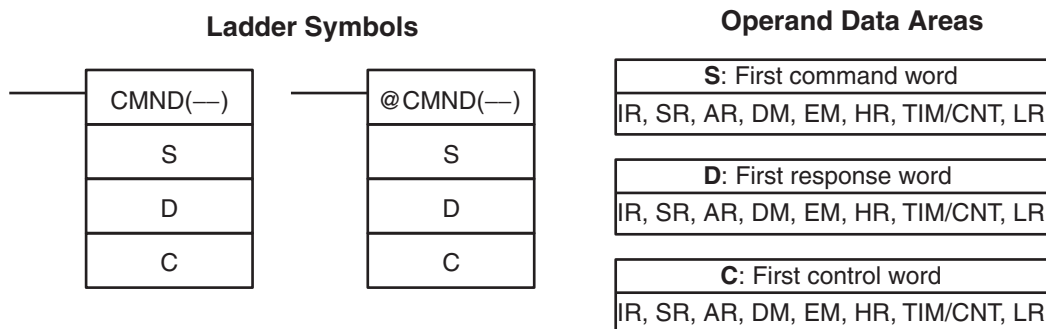 Ladder Symbols
CMND(––)
S
D
C
@CMND(––)
S
D
C
Operand Data Areas
S: First command word
IR, SR, AR, DM, EM, HR, TIM/CNT, LR
D: First response word
IR, SR, AR, DM, EM, HR, TIM/CNT, LR
C: First control word
IR, SR, AR, DM, EM, HR, TIM/CNT, LR